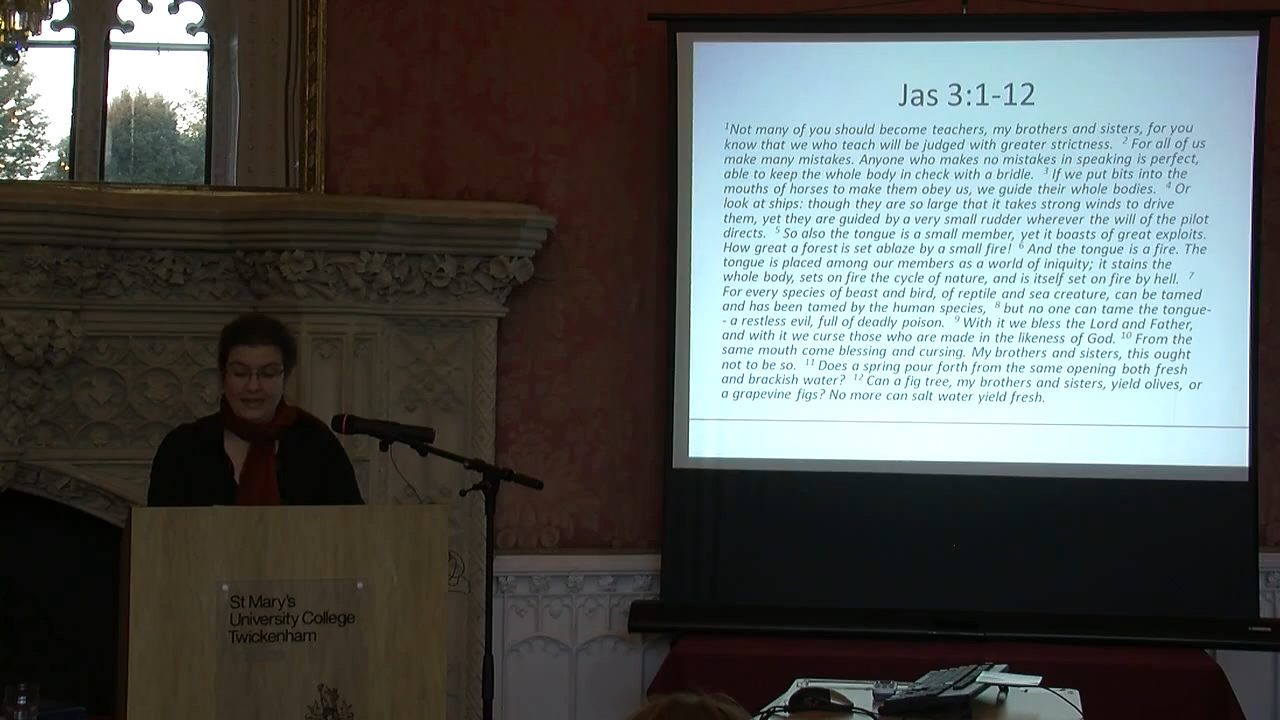 Jas 3:1-12
1Not many of you should become teachers, my brothers and sisters, for you
know that we who teach will be judged with greater strictness. 2 For all of us
make many mistakes. Anyone who makes no mistakes in speaking is perfect,
able to keep the whole body in check with a bridle. 3 If we put bits into the
mouths of horses to make them obey us, we guide their whole bodies. 4 Or
look at ships: though they are so large that it takes strong winds to drive
them, yet they are guided by a very small rudder wherever the will of the pilot
directs. 5 So also the tongue is a small member, yet it boasts of great exploits.
How great a forest is set ablaze by a small fire! 6 And the tongue is a fire. The
tongue is placed among our members as a world of iniquity; it stains the
whole body, sets on fire the cycle of nature, and is itself set on fire by hell. 7
For every species of beast and bird, of reptile and sea creature, can be tamed
and has been tamed by the human species, 8 but no one can tame the tongue-
- a restless evil, full of deadly poison. 9 With it we bless the Lord and Father,
and with it we curse those who are made in the likeness of God. 10 From the
same mouth come blessing and cursing. My brothers and sisters, this ought
not to be so. 11 Does a spring pour forth from the same opening both fresh
and brackish water? 12 Can a fig tree, my brothers and sisters, yield olives, or
a grapevine figs? No more can salt water yield fresh.
St Mary's
University College
Twickenham